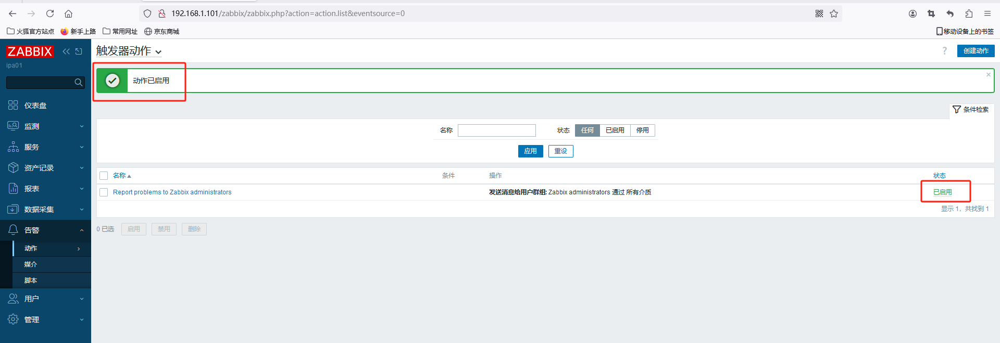 192.168.1.101/zabbix/zabbix.php?action=action.list&eventsource=0
火狐官方站点 新手上路 常用网址 京东商城 移动设备上的书签
ZABBIX
ipa01
仪表盘
监测
服务
资产记录
报表
数据采集
告警
动作
媒介
脚本
用户
管理
触发器动作
? 创建动作
动作已启用
条件检索
名称 状态 任何 已启用 停用
应用 重设
名称 条件 操作 状态
Report problems to Zabbix administrators 发送消息给用户群组: Zabbix administrators 通过 所有介质 已启用
显示 1，共找到 1
0 已选 启用 禁用 删除